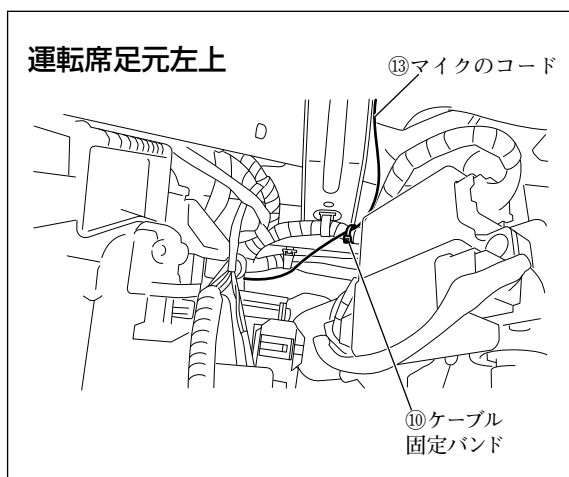 運転席足元左上
⑬マイクのコード
⑩ケーブル
固定バンド